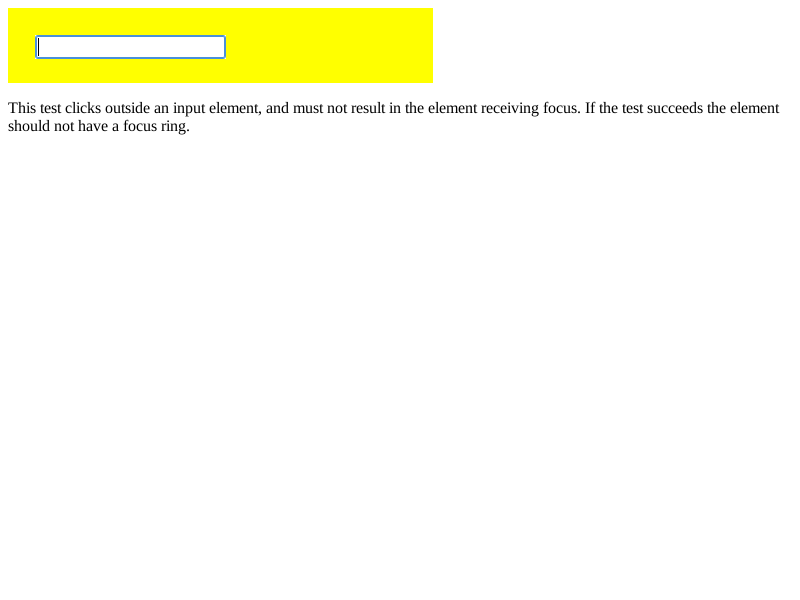 This test clicks outside an input element, and must not result in the element receiving focus. If the test succeeds the element
should not have a focus ring.